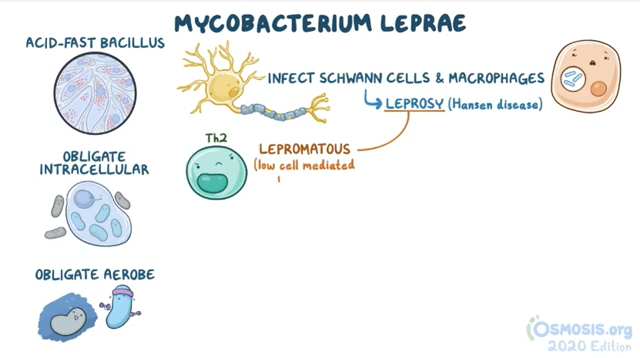 MYCOBACTERIUM LEPRAE
ACID-FAST BACILLUS
INFECT SCHWANN CELLS & MACROPHAGES
LEPROSY (Hansen disease)
Th2
LEPROMATOUS
(low cell mediated
OBLIGATE
INTRACELLULAR
OBLIGATE AEROBE
OSMOSIS.org
2020 Edition